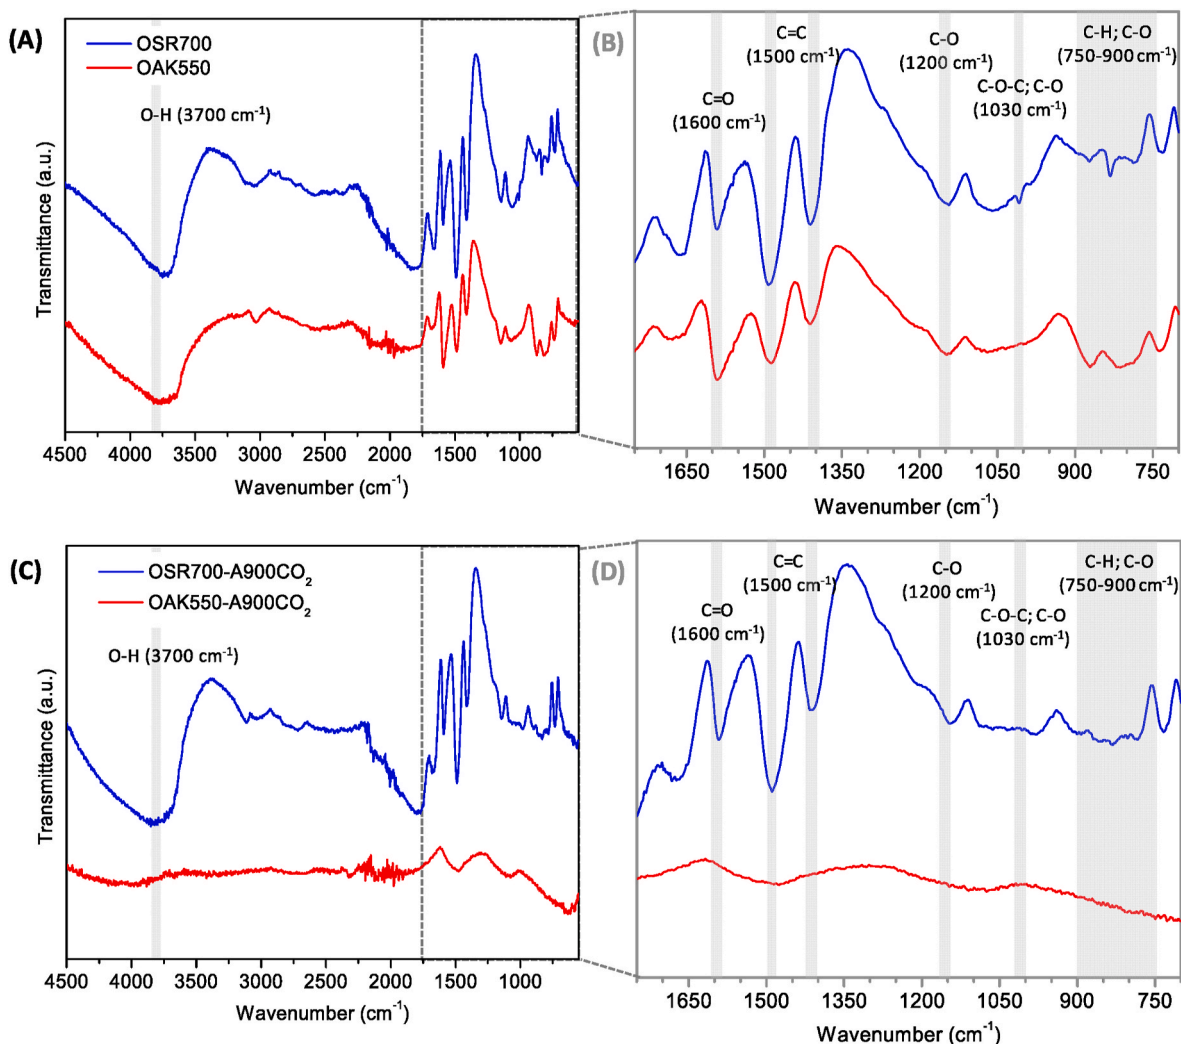 (A)
OSR700
OAK550
O-H (3700 cm⁻¹)
Transmittance (a.u.)
4500 4000 3500 3000 2500 2000 1500 1000
Wavenumber (cm⁻¹)
(B)
C=C
(1500 cm⁻¹)
C-O
(1200 cm⁻¹)
C-H; C-O
(750-900 cm⁻¹)
C=O
(1600 cm⁻¹)
C-O-C; C-O
(1030 cm⁻¹)
1650 1500 1350 1200 1050 900 750
Wavenumber (cm⁻¹)
(C)
OSR700-A900CO₂
OAK550-A900CO₂
O-H (3700 cm⁻¹)
Transmittance (a.u.)
4500 4000 3500 3000 2500 2000 1500 1000
Wavenumber (cm⁻¹)
(D)
C=C
(1500 cm⁻¹)
C-O
(1200 cm⁻¹)
C-H; C-O
(750-900 cm⁻¹)
C=O
(1600 cm⁻¹)
C-O-C; C-O
(1030 cm⁻¹)
1650 1500 1350 1200 1050 900 750
Wavenumber (cm⁻¹)